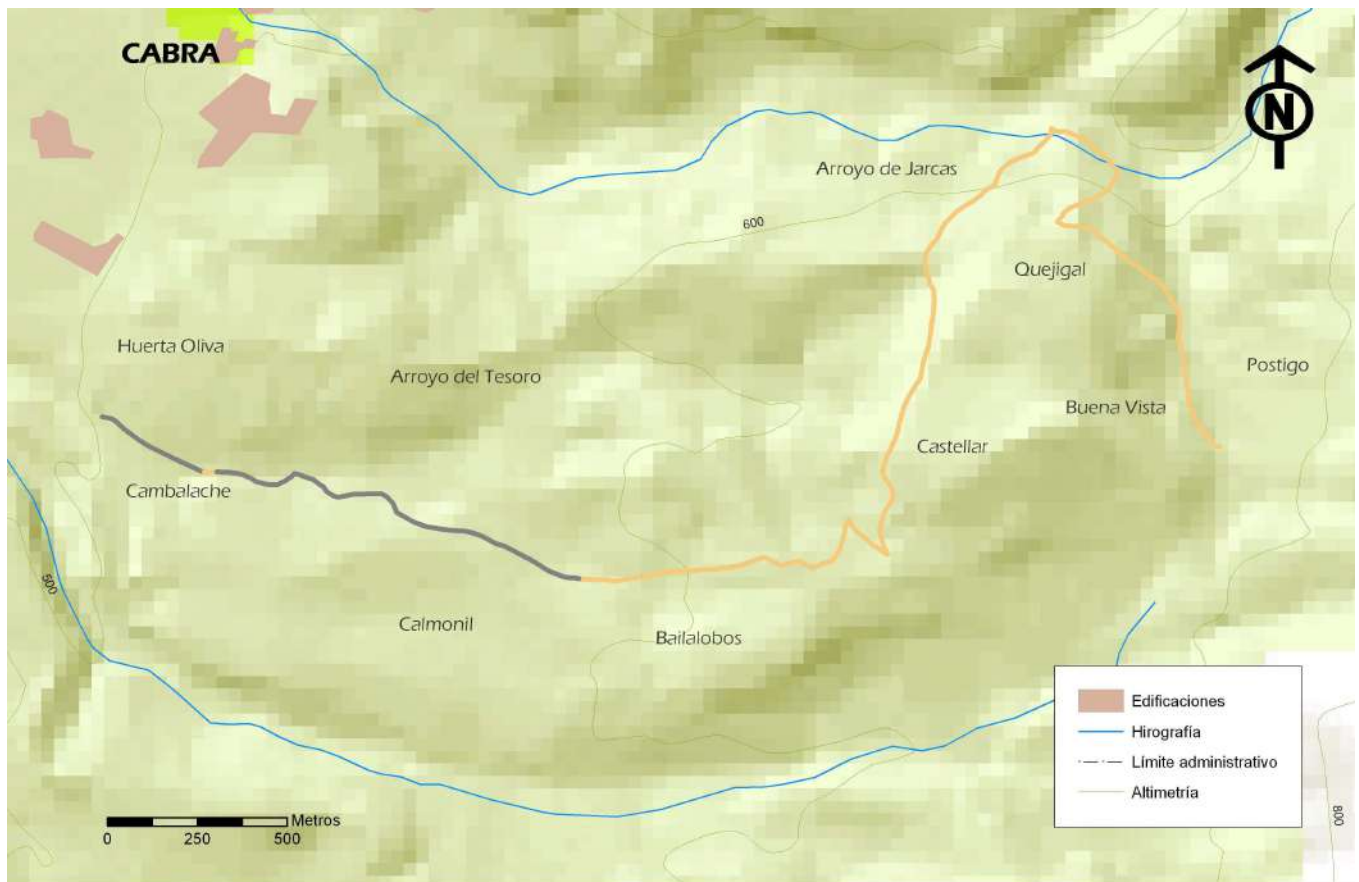 CABRA
N
Arroyo de Jarcas
600
Quejigal
Huerta Oliva
Postigo
Arroyo del Tesoro
Buena Vista
Castellar
Cambalache
500
Calmonil
Bailalobos
Edificaciones
Hirografía
Límite administrativo
Altimetría
800
Metros
0 250 500